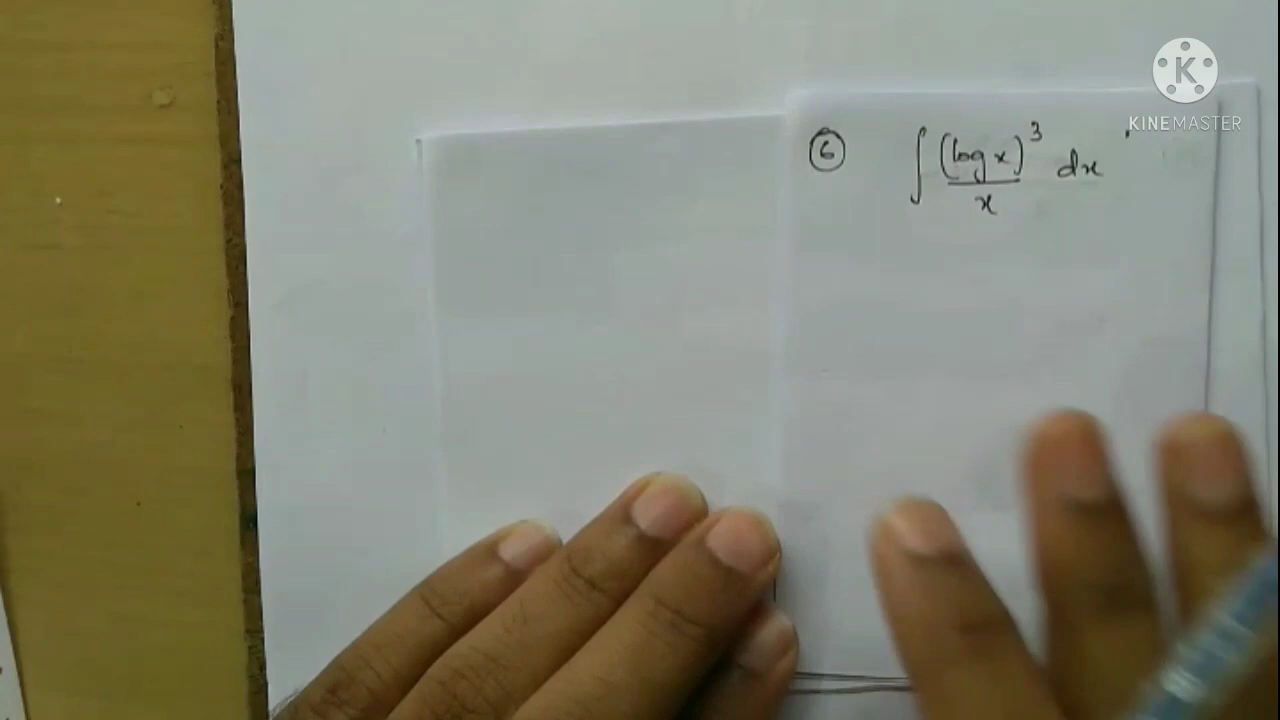 K
KINEMASTER
⑥ ∫ (log x)³/x dx